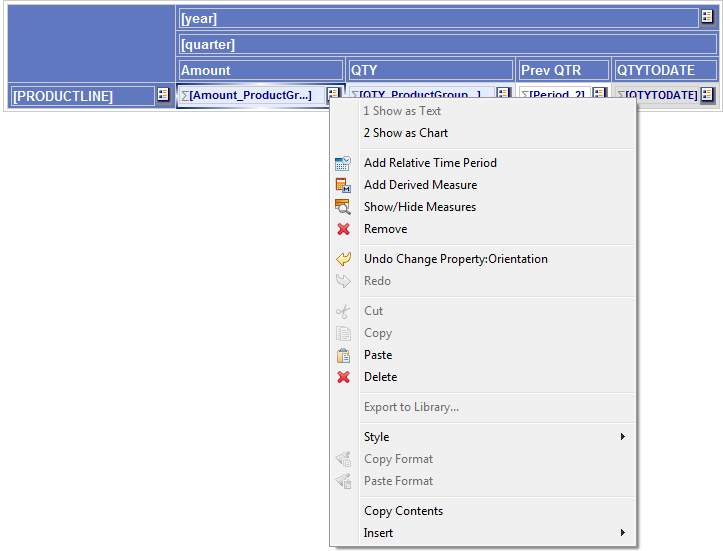 [year]
[quarter]
Amount QTY Prev QTR QTYTODATE
[PRODUCTLINE] Σ[Amount_ProductGr...] Σ[QTY_ProductGroup...] Σ[Period_2] Σ[QTYTODATE]
1 Show as Text
2 Show as Chart
Add Relative Time Period
Add Derived Measure
Show/Hide Measures
Remove
Undo Change Property:Orientation
Redo
Cut
Copy
Paste
Delete
Export to Library...
Style
Copy Format
Paste Format
Copy Contents
Insert